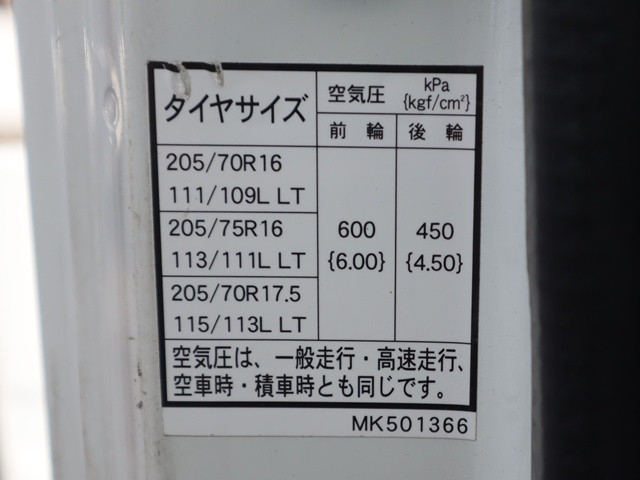 タイヤサイズ
空気圧 kPa
{kgf/cm²}
前輪 後輪
205/70R16
111/109L LT
205/75R16
113/111L LT
205/70R17.5
115/113L LT
600
{6.00}
450
{4.50}
空気圧は、一般走行・高速走行、
空車時・積車時とも同じです。
MK501366